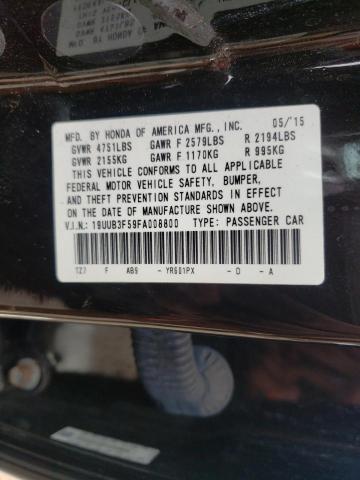 MFD. BY HONDA OF AMERICA MFG., INC. 05/15
GVWR 4751LBS GAWR F 2579LBS R 2194LBS
GVWR 2155KG GAWR F 1170KG R 995KG
THIS VEHICLE CONFORMS TO ALL APPLICABLE
FEDERAL MOTOR VEHICLE SAFETY, BUMPER,
AND THEFT PREVENTION STANDARDS IN EFFECT
ON THE DATE OF MANUFACTURE SHOWN ABOVE.
V.I.N.: 19UUB3F59FA008800 TYPE: PASSENGER CAR
TZ7 F AB9 -YR601PX -D -A